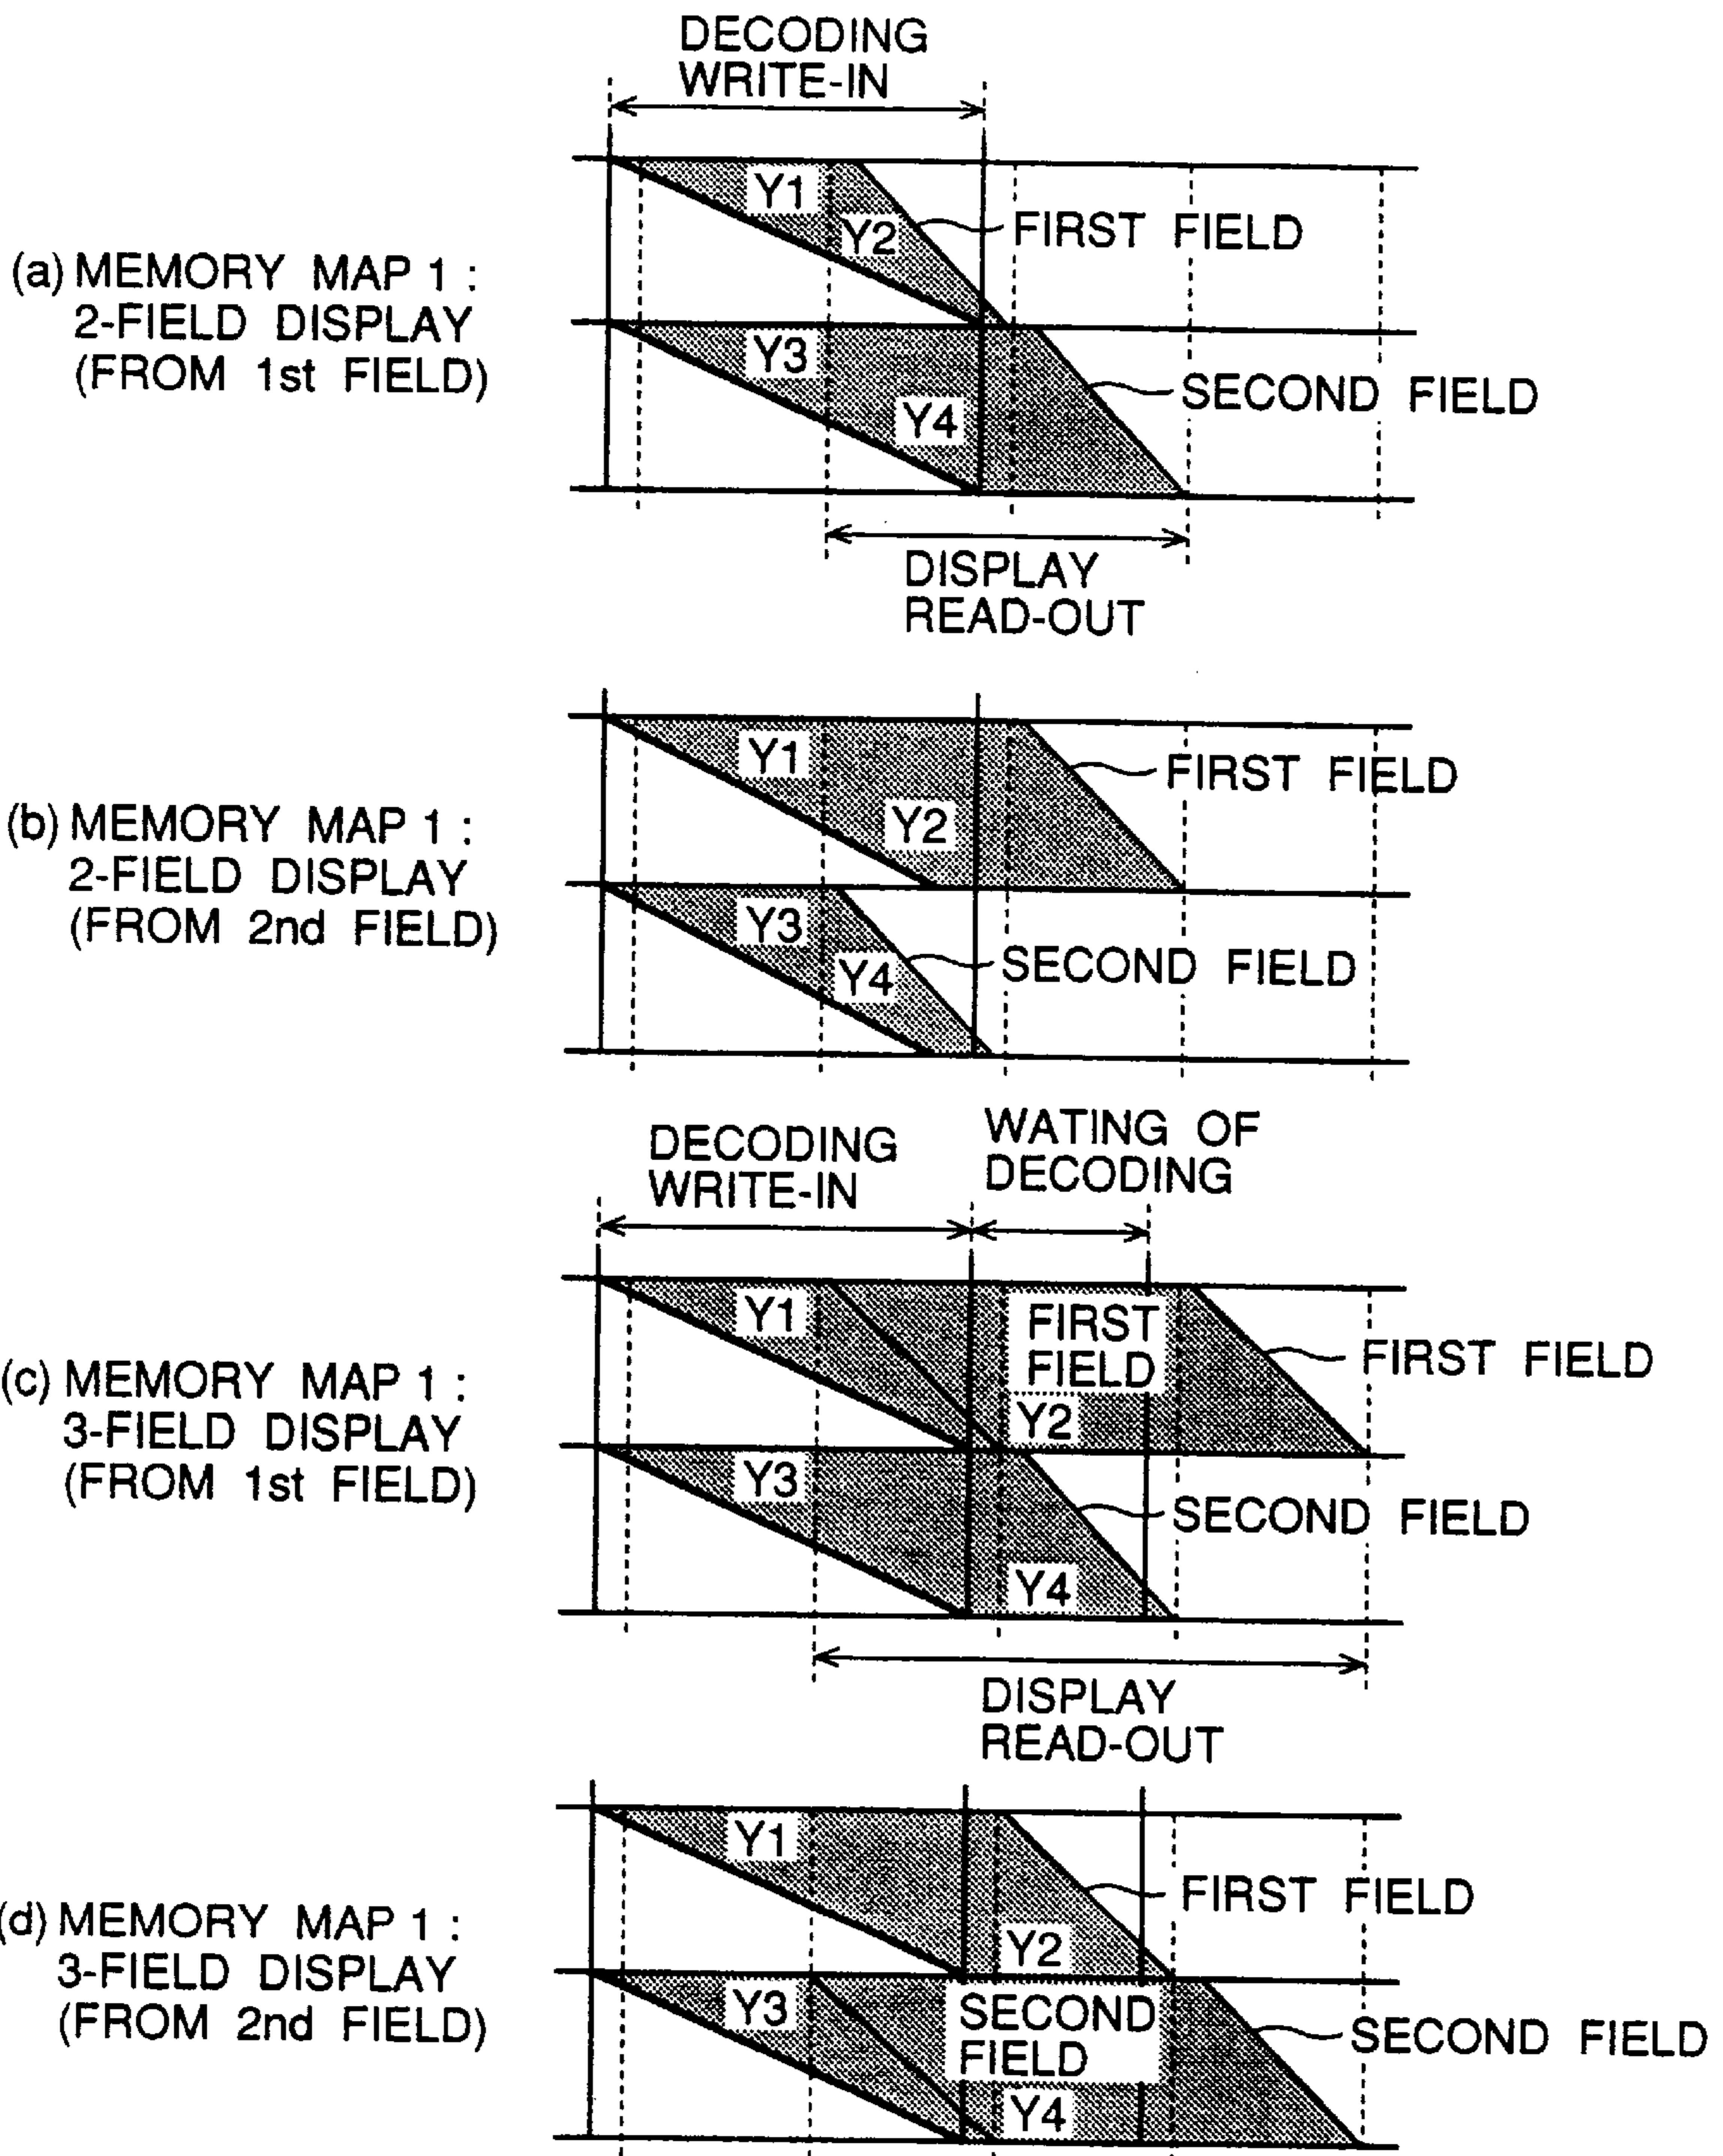 DECODING
WRITE-IN
Y1
Y2
FIRST FIELD
(a) MEMORY MAP 1 :
2-FIELD DISPLAY
(FROM 1st FIELD)
Y3
Y4
SECOND FIELD
DISPLAY
READ-OUT
Y1
FIRST FIELD
Y2
(b) MEMORY MAP 1 :
2-FIELD DISPLAY
(FROM 2nd FIELD)
Y3
Y4
SECOND FIELD
DECODING
WRITE-IN
WATING OF
DECODING
Y1
FIRST
FIELD
Y2
FIRST FIELD
(c) MEMORY MAP 1 :
3-FIELD DISPLAY
(FROM 1st FIELD)
Y3
SECOND FIELD
Y4
DISPLAY
READ-OUT
Y1
FIRST FIELD
Y2
(d) MEMORY MAP 1 :
3-FIELD DISPLAY
(FROM 2nd FIELD)
Y3
SECOND
FIELD
Y4
SECOND FIELD